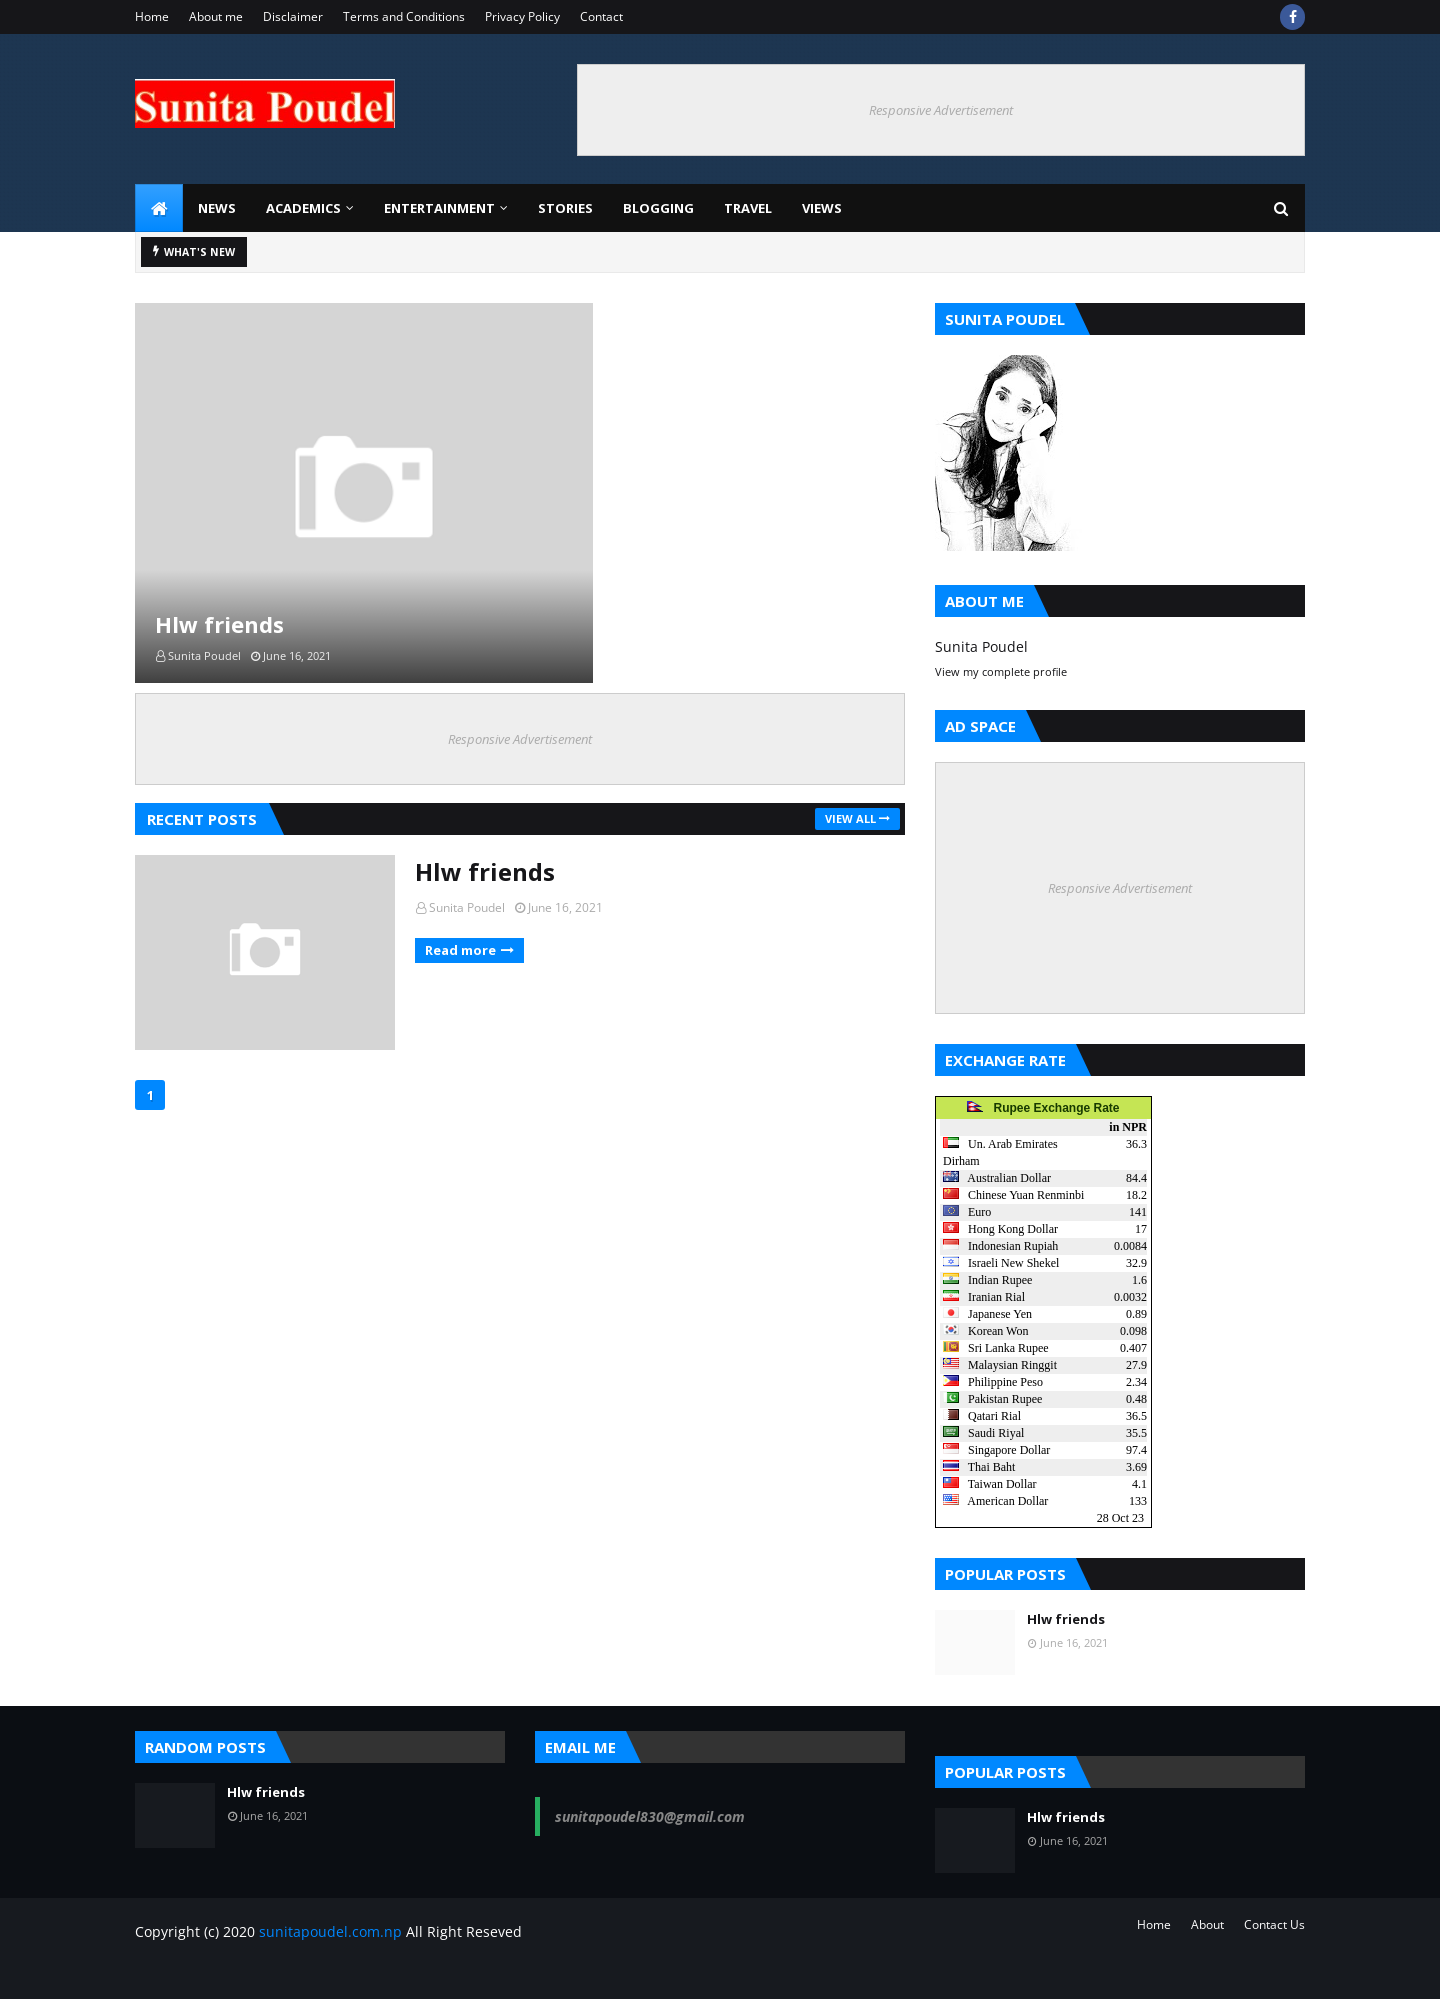 Home About me Disclaimer Terms and Conditions Privacy Policy Contact
Sunita Poudel
Responsive Advertisement
NEWS ACADEMICS ENTERTAINMENT STORIES BLOGGING TRAVEL VIEWS
WHAT'S NEW
Hlw friends
Sunita Poudel June 16, 2021
Responsive Advertisement
RECENT POSTS VIEW ALL
Hlw friends
Sunita Poudel June 16, 2021
Read more
1
SUNITA POUDEL
ABOUT ME
Sunita Poudel
View my complete profile
AD SPACE
Responsive Advertisement
EXCHANGE RATE
Rupee Exchange Rate
in NPR
Un. Arab Emirates 36.3
Dirham
Australian Dollar 84.4
Chinese Yuan Renminbi 18.2
Euro 141
Hong Kong Dollar 17
Indonesian Rupiah 0.0084
Israeli New Shekel 32.9
Indian Rupee 1.6
Iranian Rial 0.0032
Japanese Yen 0.89
Korean Won 0.098
Sri Lanka Rupee 0.407
Malaysian Ringgit 27.9
Philippine Peso 2.34
Pakistan Rupee 0.48
Qatari Rial 36.5
Saudi Riyal 35.5
Singapore Dollar 97.4
Thai Baht 3.69
Taiwan Dollar 4.1
American Dollar 133
28 Oct 23
POPULAR POSTS
Hlw friends
June 16, 2021
RANDOM POSTS
Hlw friends
June 16, 2021
EMAIL ME
sunitapoudel830@gmail.com
POPULAR POSTS
Hlw friends
June 16, 2021
Copyright (c) 2020 sunitapoudel.com.np All Right Reseved
Home About Contact Us